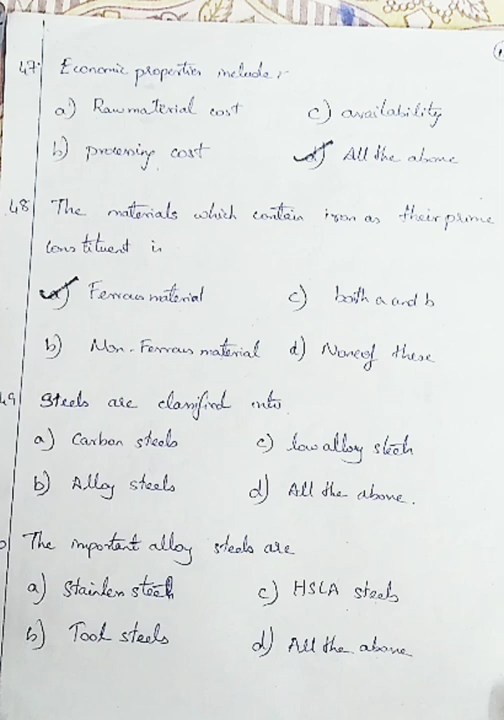 47. Economic properties include:
a) Raw material cost c) availability
b) processing cost d) All the above
48 The materials which contain iron as their prime
constituent is
a) Ferrous material c) both a and b
b) Non-Ferrous material d) None of these
49 Steels are classified into
a) Carbon steels c) low alloy steels
b) Alloy steels d) All the above.
The important alloy steels are
a) Stainless steel c) HSLA steels
b) Tool steels d) All the above